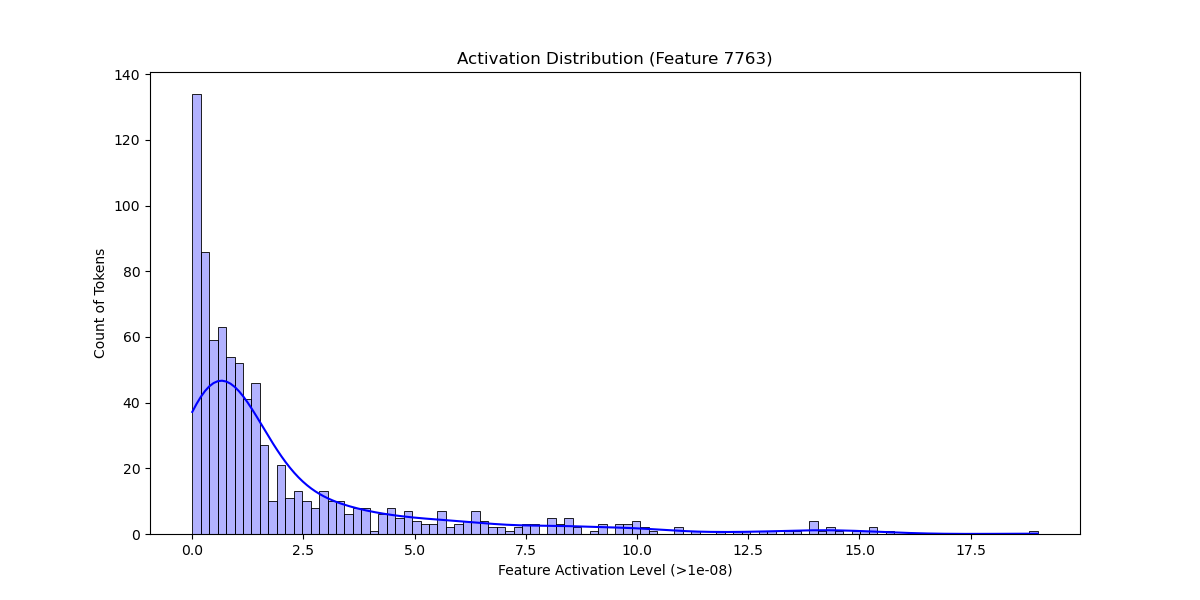 Activation Distribution (Feature 7763)
140
120
100
80
60
40
20
0
Count of Tokens
0.0 2.5 5.0 7.5 10.0 12.5 15.0 17.5
Feature Activation Level (>1e-08)